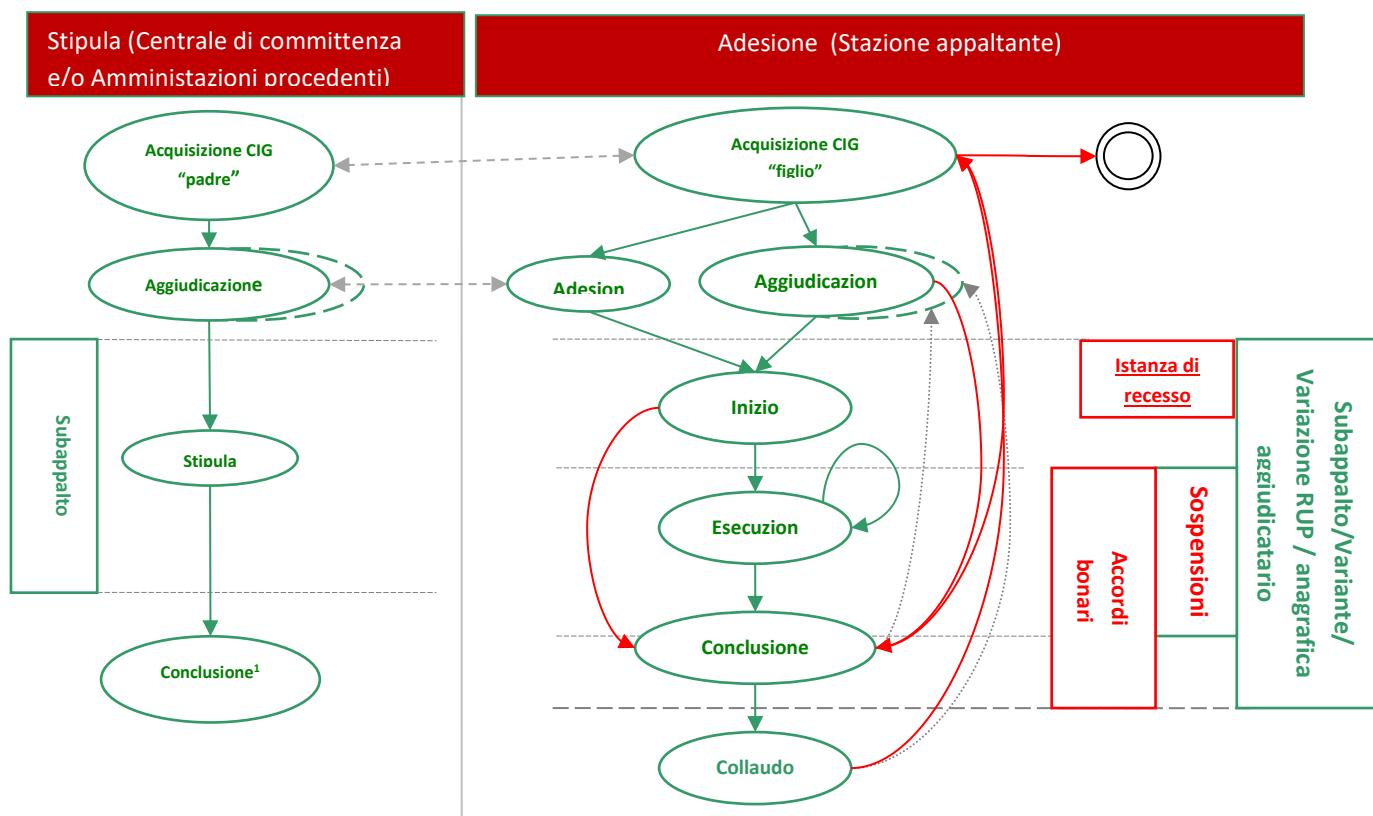 Stipula (Centrale di committenza
e/o Amministazioni procedenti)
Adesione (Stazione appaltante)
Acquisizione CIG
“padre”
Acquisizione CIG
“figlio”
Aggiudicazione
Adesion
Aggiudicazion
Istanza di
recesso
Inizio
Subappalto
Stipula
Esecuzion
Accordi
bonari
Sospensioni
Subappalto/Variante/
Variazione RUP / anagrafica
aggiudicatario
Conclusione¹
Conclusione
Collaudo